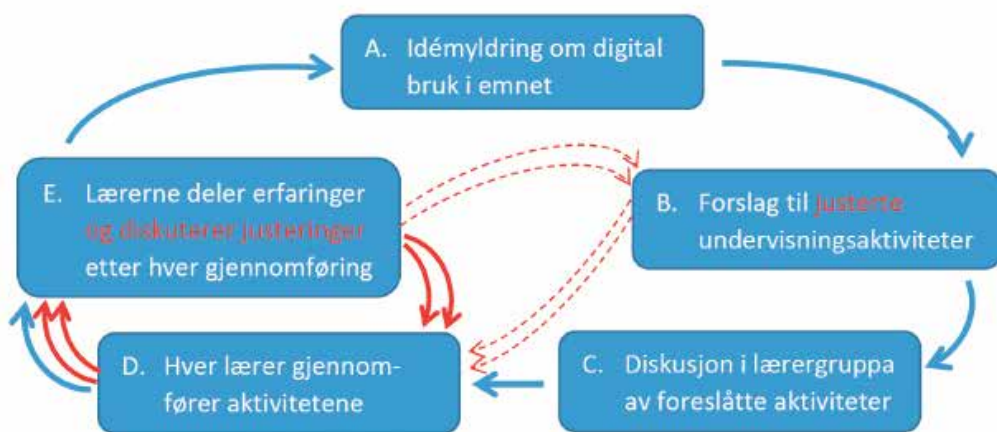 A. Idémyldring om digital
bruk i emnet
B. Forslag til justerte
undervisningsaktiviteter
C. Diskusjon i lærergruppa
av foreslåtte aktiviteter
D. Hver lærer gjennom-
fører aktivitetene
E. Lærerne deler erfaringer
og diskuterer justeringer
etter hver gjennomføring